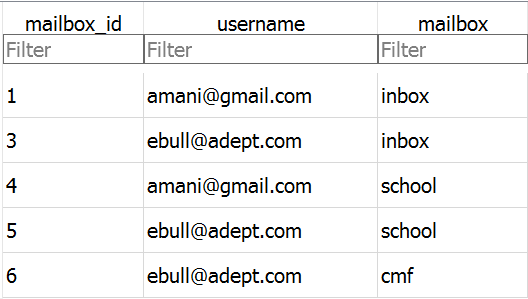 mailbox_id username mailbox
Filter Filter Filter
1 amani@gmail.com inbox
3 ebull@adept.com inbox
4 amani@gmail.com school
5 ebull@adept.com school
6 ebull@adept.com cmf